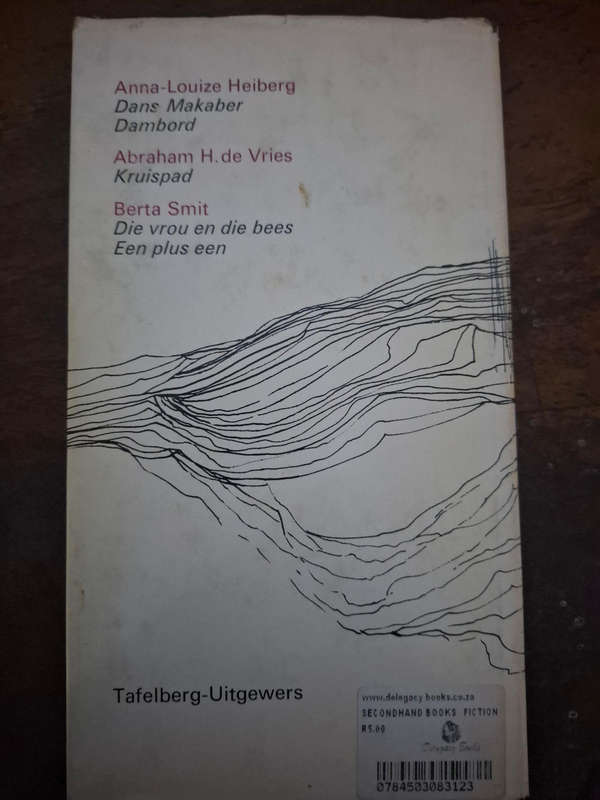 Anna-Louize Heiberg
Dans Makaber
Dambord
Abraham H. de Vries
Kruispad
Berta Smit
Die vrou en die bees
Een plus een
Tafelberg-Uitgewers
www.delegacybooks.co.za
SECONDHAND BOOKS FICTION
R5.00
Books
0784503083123